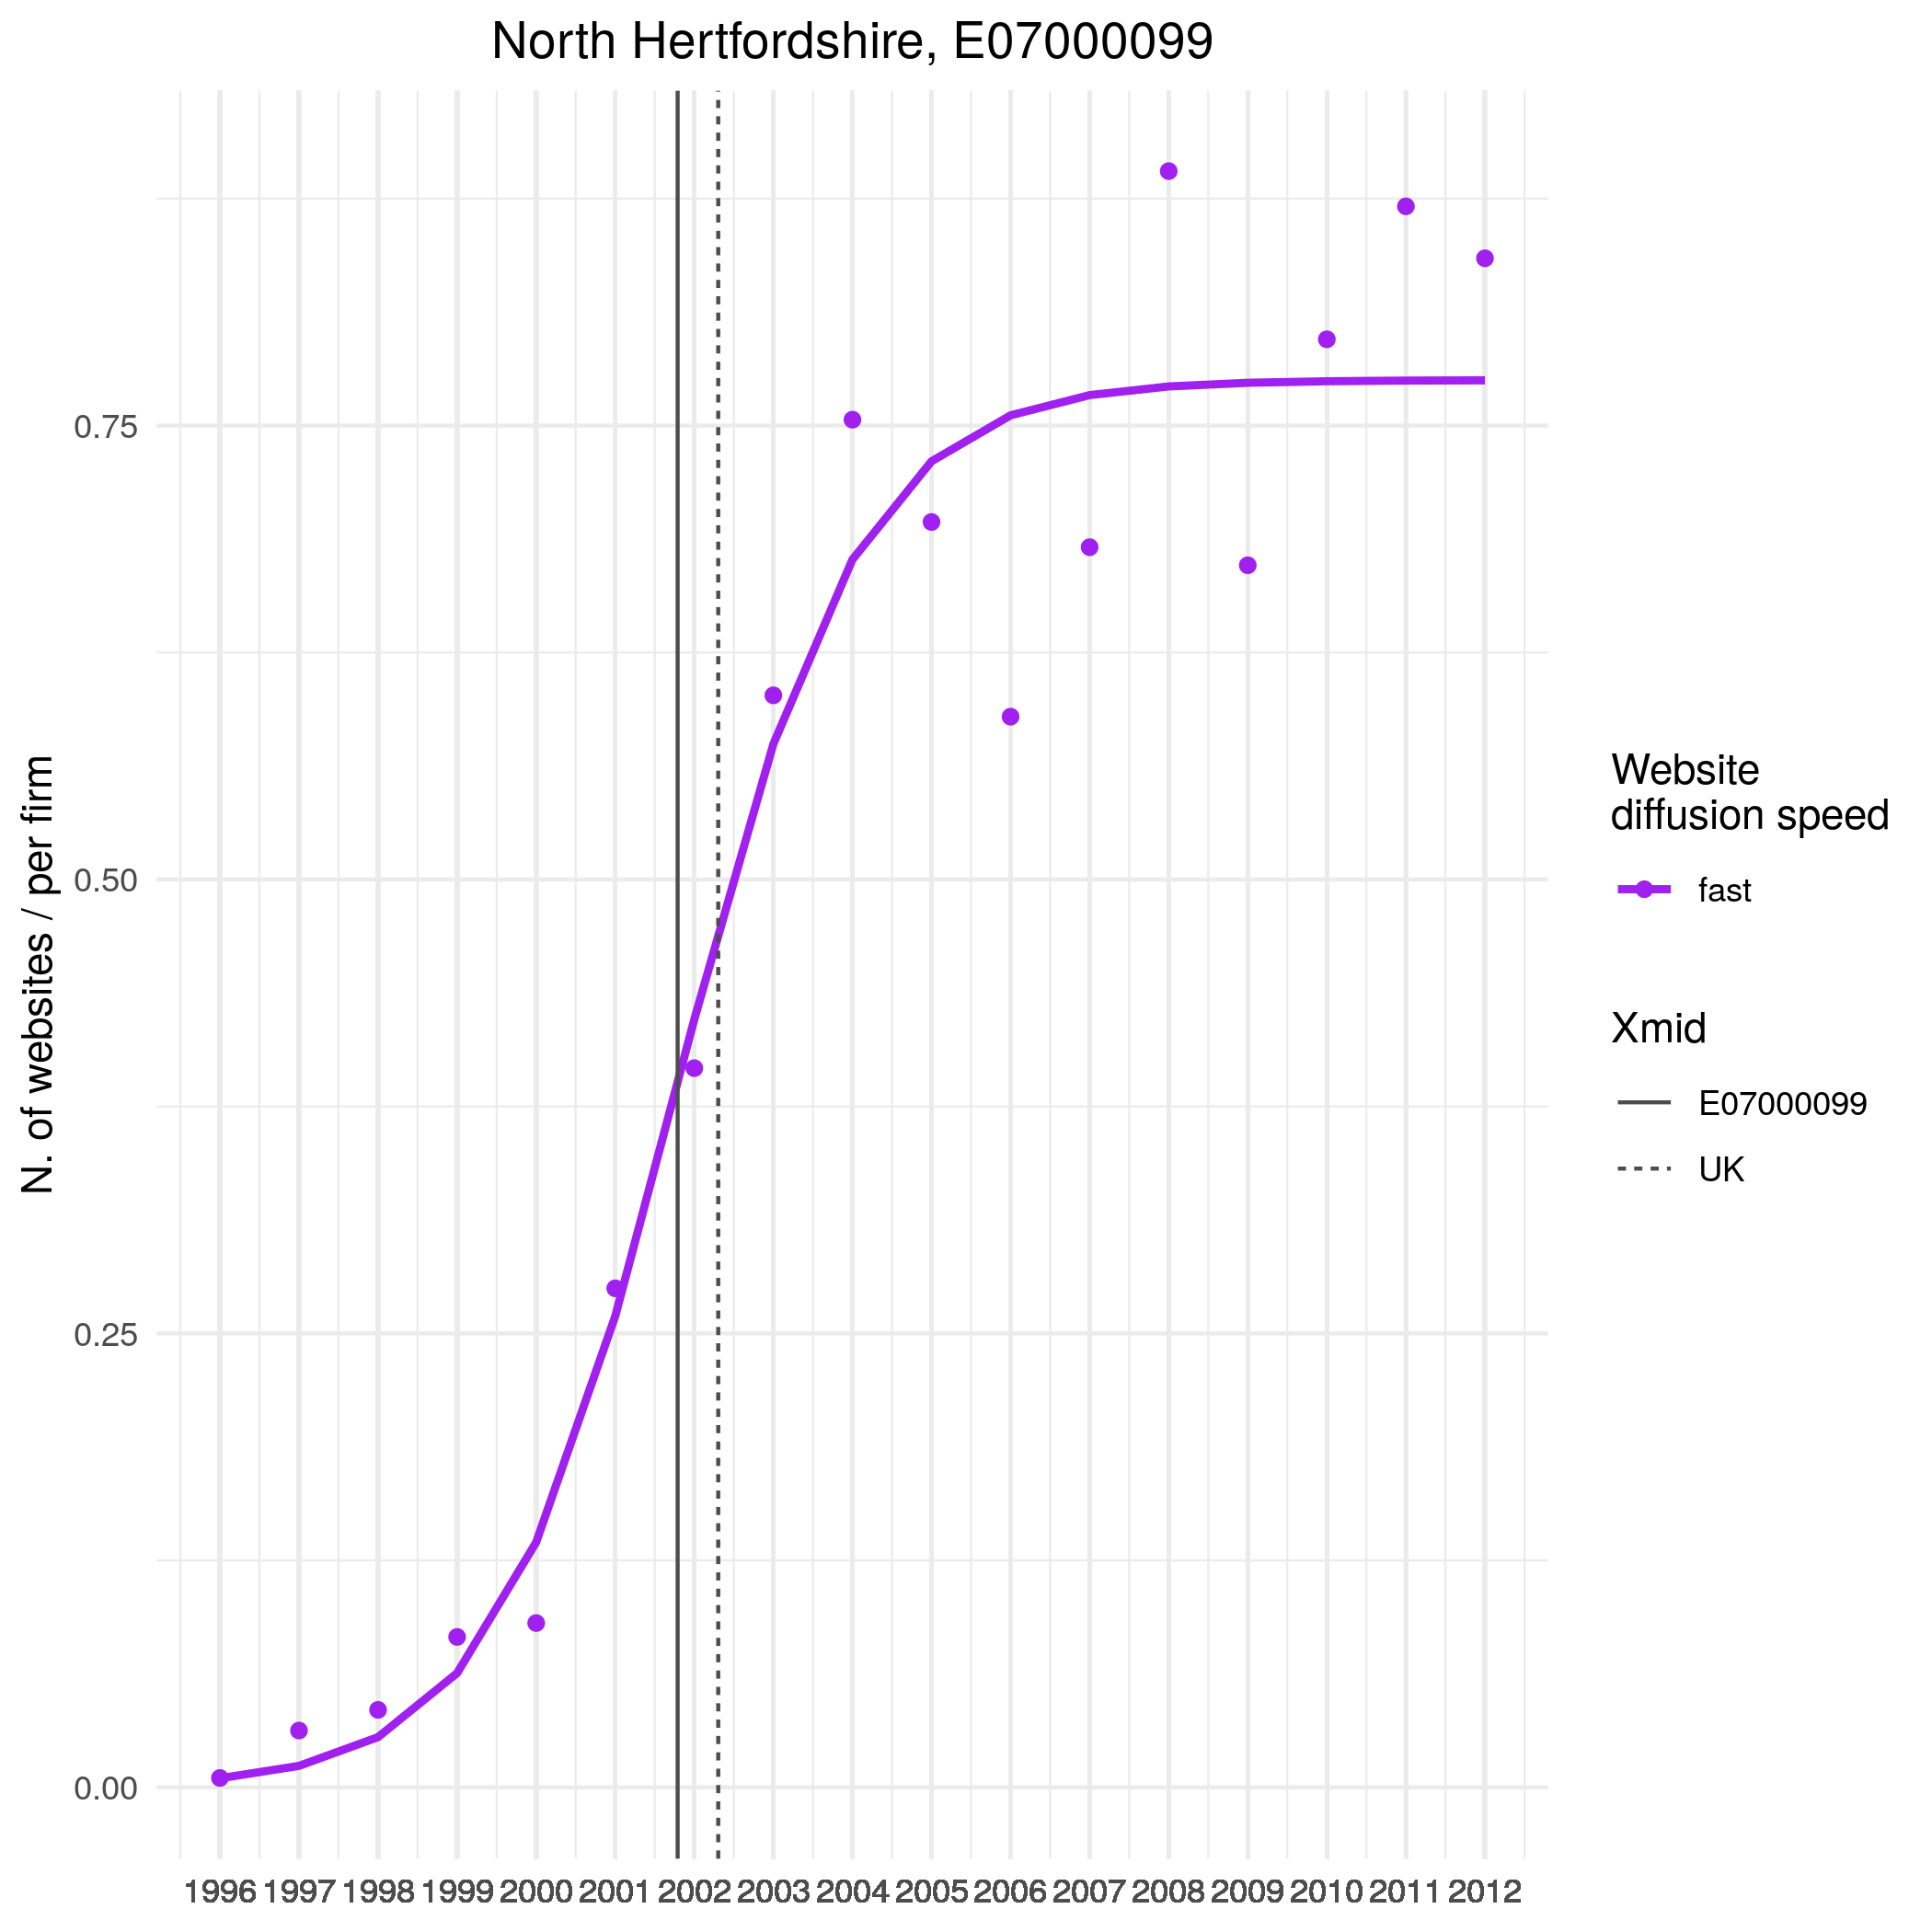 North Hertfordshire, E07000099
N. of websites / per firm
0.75
0.50
0.25
0.00
1996 1997 1998 1999 2000 2001 2002 2003 2004 2005 2006 2007 2008 2009 2010 2011 2012
Website
diffusion speed
fast
Xmid
E07000099
UK